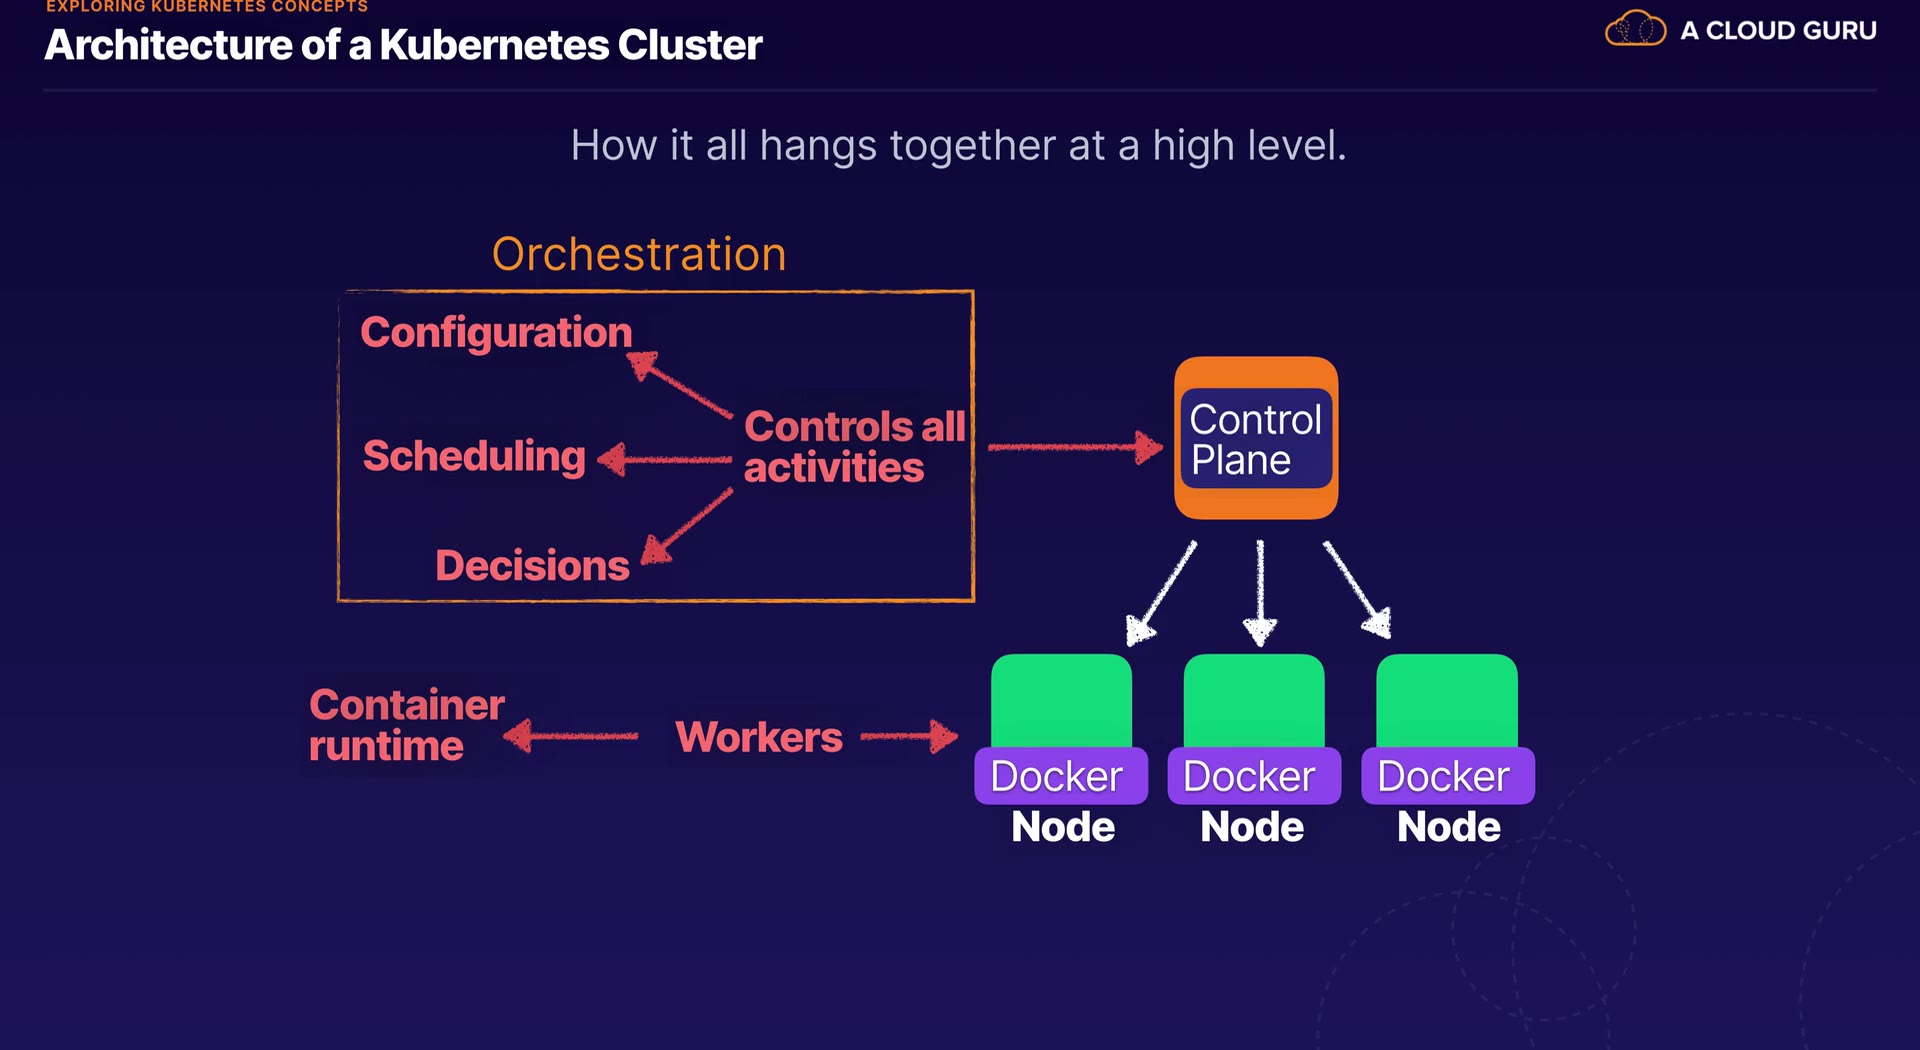 EXPLORING KUBERNETES CONCEPTS
Architecture of a Kubernetes Cluster
A CLOUD GURU
How it all hangs together at a high level.
Orchestration
Configuration
Scheduling
Decisions
Controls all
activities
Control
Plane
Container
runtime
Workers
Docker
Docker
Docker
Node
Node
Node